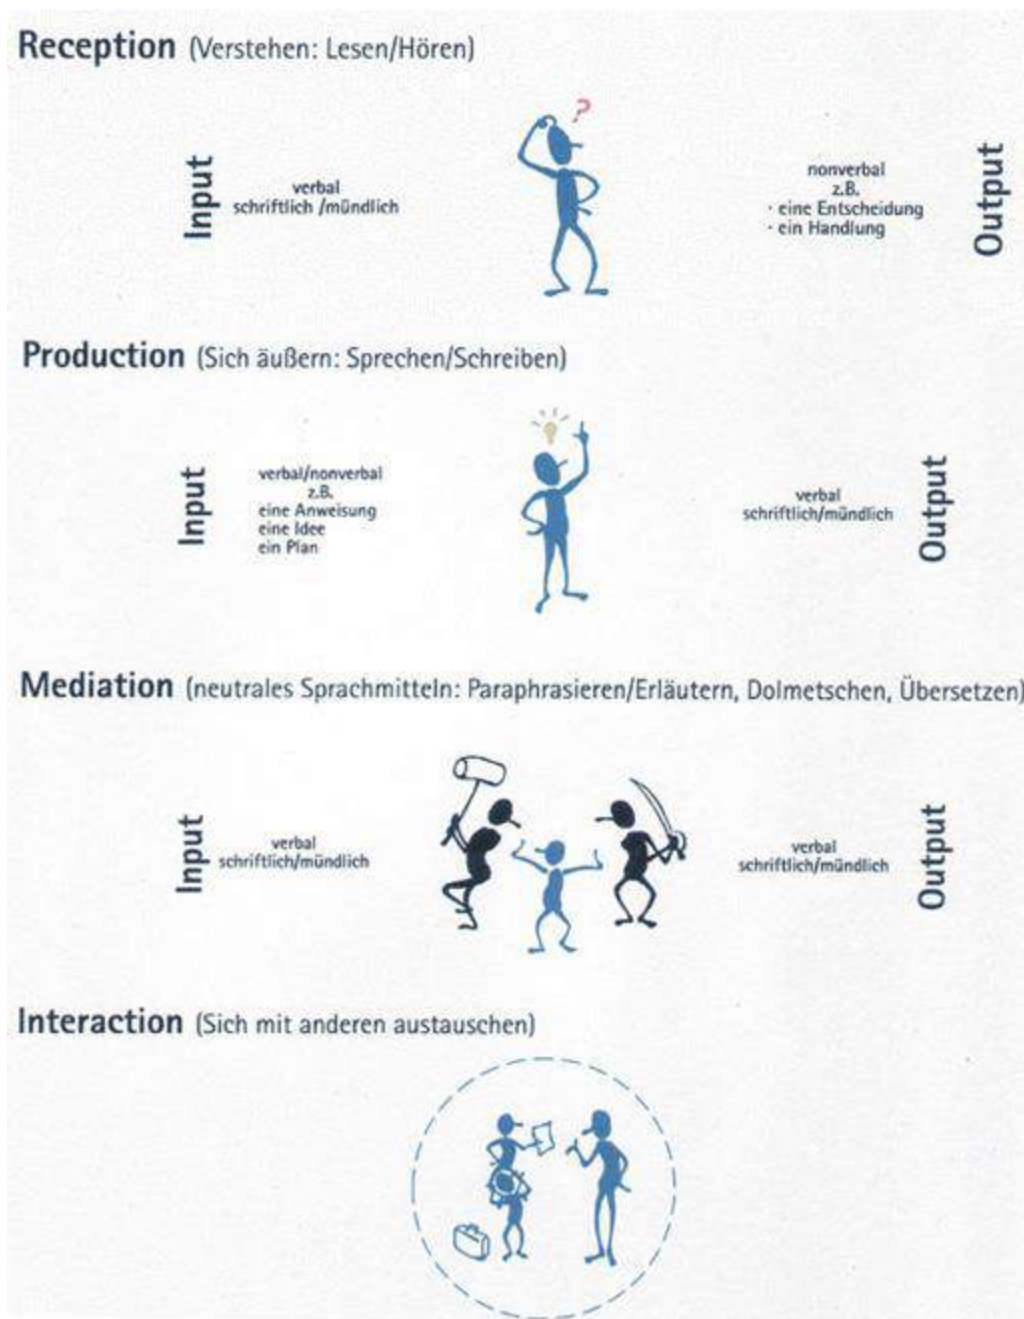 Reception (Verstehen: Lesen/Hören)
?
Input
verbal
schriftlich /mündlich
nonverbal
z.B.
· eine Entscheidung
· ein Handlung
Output
Production (Sich äußern: Sprechen/Schreiben)
Input
verbal/nonverbal
z.B.
eine Anweisung
eine Idee
ein Plan
verbal
schriftlich/mündlich
Output
Mediation (neutrales Sprachmitteln: Paraphrasieren/Erläutern, Dolmetschen, Übersetzen)
Input
verbal
schriftlich/mündlich
verbal
schriftlich/mündlich
Output
Interaction (Sich mit anderen austauschen)